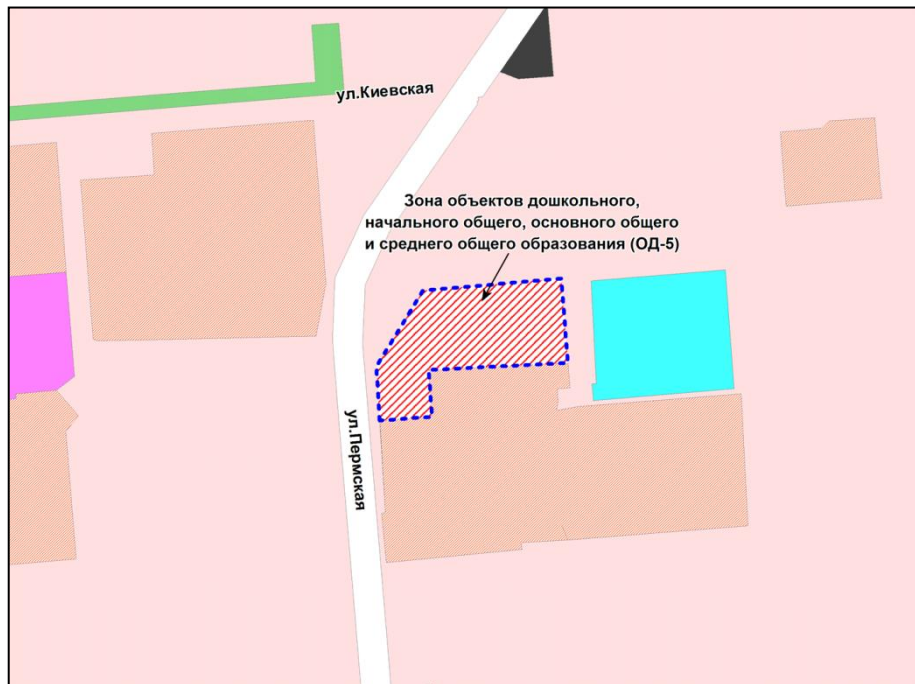 ул.Киевская
Зона объектов дошкольного,
начального общего, основного общего
и среднего общего образования (ОД-5)
ул.Пермская